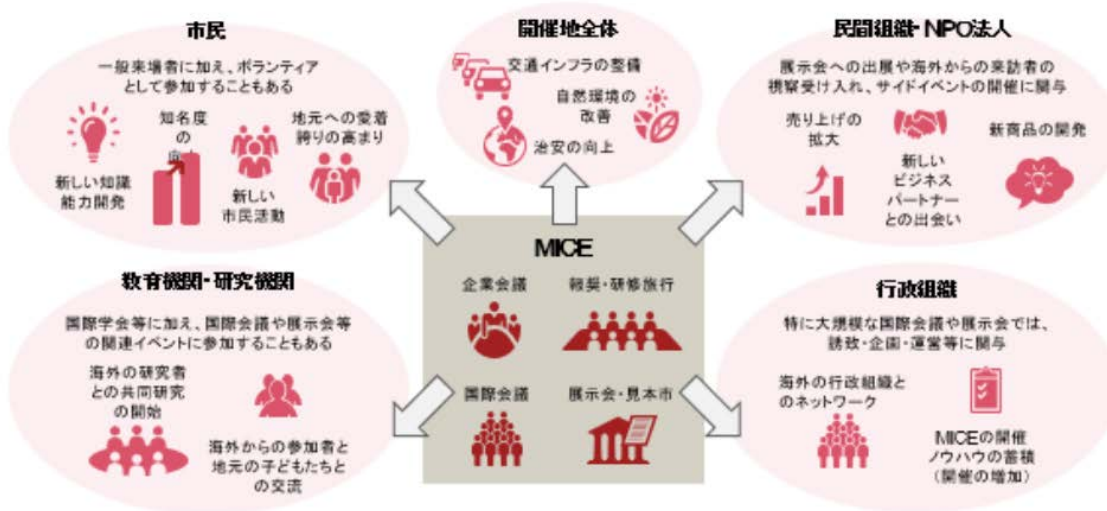 市民
一般来場者に加え、ボランティア
として参加することもある
新しい知識
能力開発
知名度
の
新しい
市民活動
地元への愛着
誇りの高まり
開催地全体
交通インフラの整備
自然環境の
改善
治安の向上
民間組織・NPO法人
展示会への出展や海外からの来訪者の
視察受け入れ、サイドイベントの開催に関与
売り上げの
拡大
新しい
ビジネス
パートナー
との出会い
新商品の開発
MICE
企業会議
報奨・研修旅行
国際会議
展示会・見本市
教育機関・研究機関
国際学会等に加え、国際会議や展示会等
の関連イベントに参加することもある
海外の研究者
との共同研究
の開始
海外からの参加者と
地元の子どもたちと
の交流
行政組織
特に大規模な国際会議や展示会では、
誘致・企画・運営等に関与
海外の行政組織と
のネットワーク
MICEの開催
ノウハウの蓄積
(開催の増加)